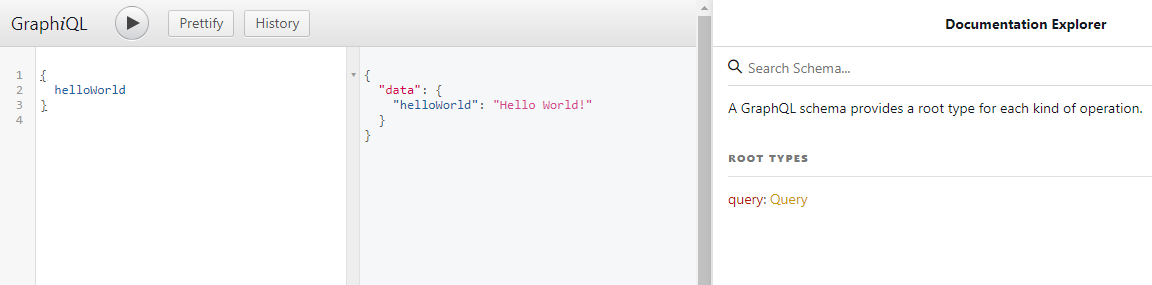 GraphiQL
Prettify
History
1 {
2 helloWorld
3 }
4
{
"data": {
"helloWorld": "Hello World!"
}
}
Documentation Explorer
Search Schema...
A GraphQL schema provides a root type for each kind of operation.
ROOT TYPES
query: Query